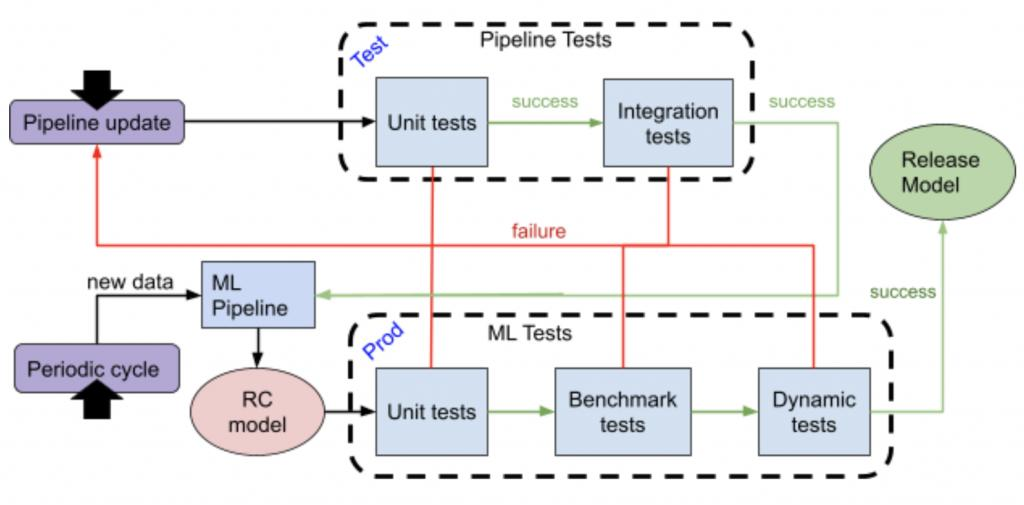 Test
Pipeline Tests
Pipeline update
Unit tests
success
Integration
tests
success
Release
Model
failure
new data
ML
Pipeline
success
Periodic cycle
RC
model
Prod
ML Tests
Unit tests
Benchmark
tests
Dynamic
tests